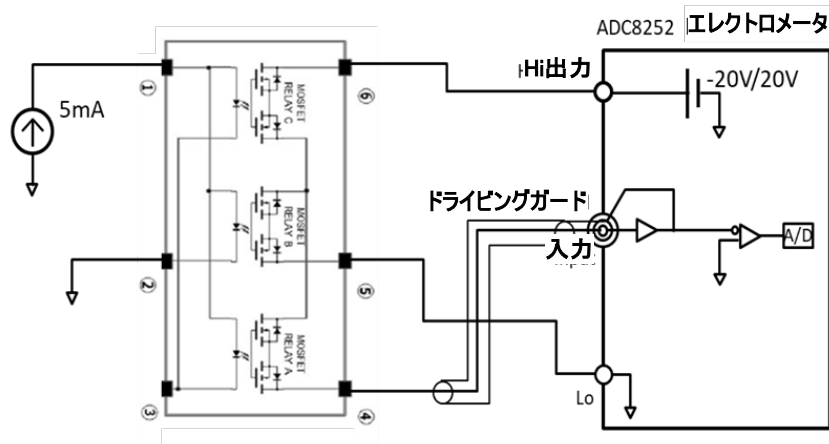 ADC8252 エレクトロメータ
Hi出力
-20V/20V
5mA
①
⑥
MOSFET
RELAY C
ドライビングガード
入力
A/D
MOSFET
RELAY B
②
⑤
MOSFET
RELAY A
Lo
③
④